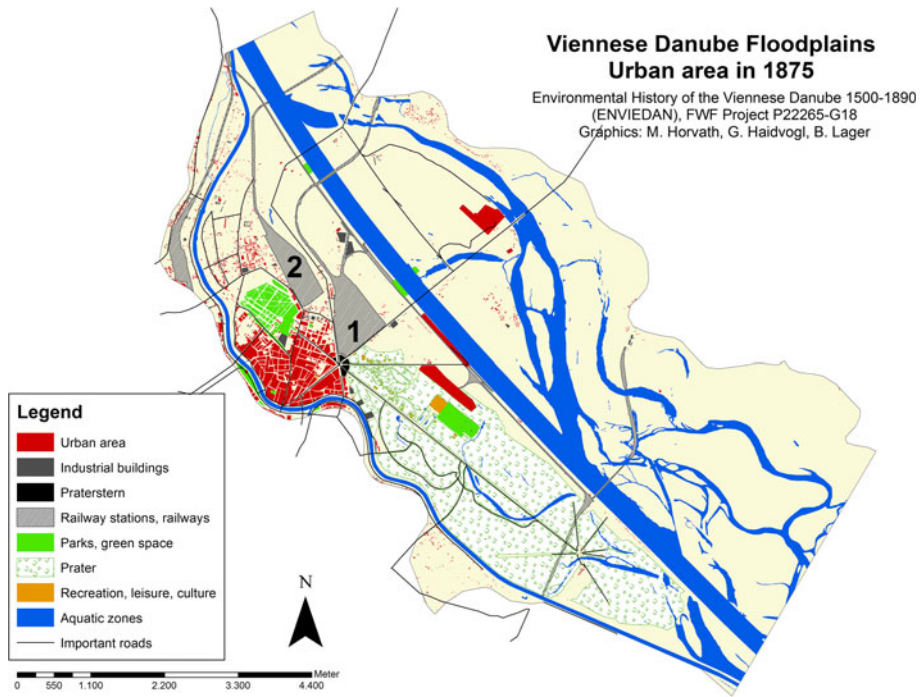 Viennese Danube Floodplains
Urban area in 1875
Environmental History of the Viennese Danube 1500-1890
(ENVIEDAN), FWF Project P22265-G18
Graphics: M. Horvath, G. Haidvogl, B. Lager
2
1
Legend
Urban area
Industrial buildings
Praterstern
Railway stations, railways
Parks, green space
Prater
Recreation, leisure, culture
Aquatic zones
Important roads
N
Meter
0 550 1.100 2.200 3.300 4.400